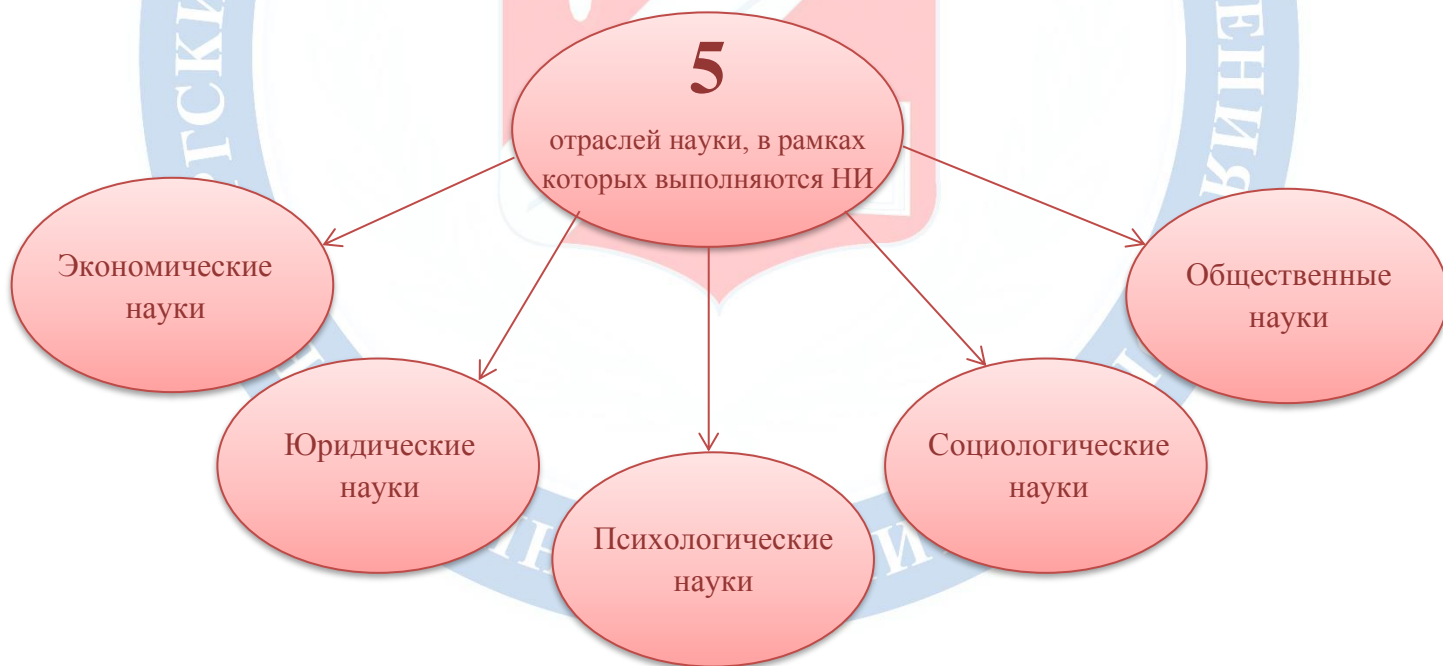 5
отраслей науки, в рамках
которых выполняются НИ
Экономические
науки
Юридические
науки
Психологические
науки
Социологические
науки
Общественные
науки